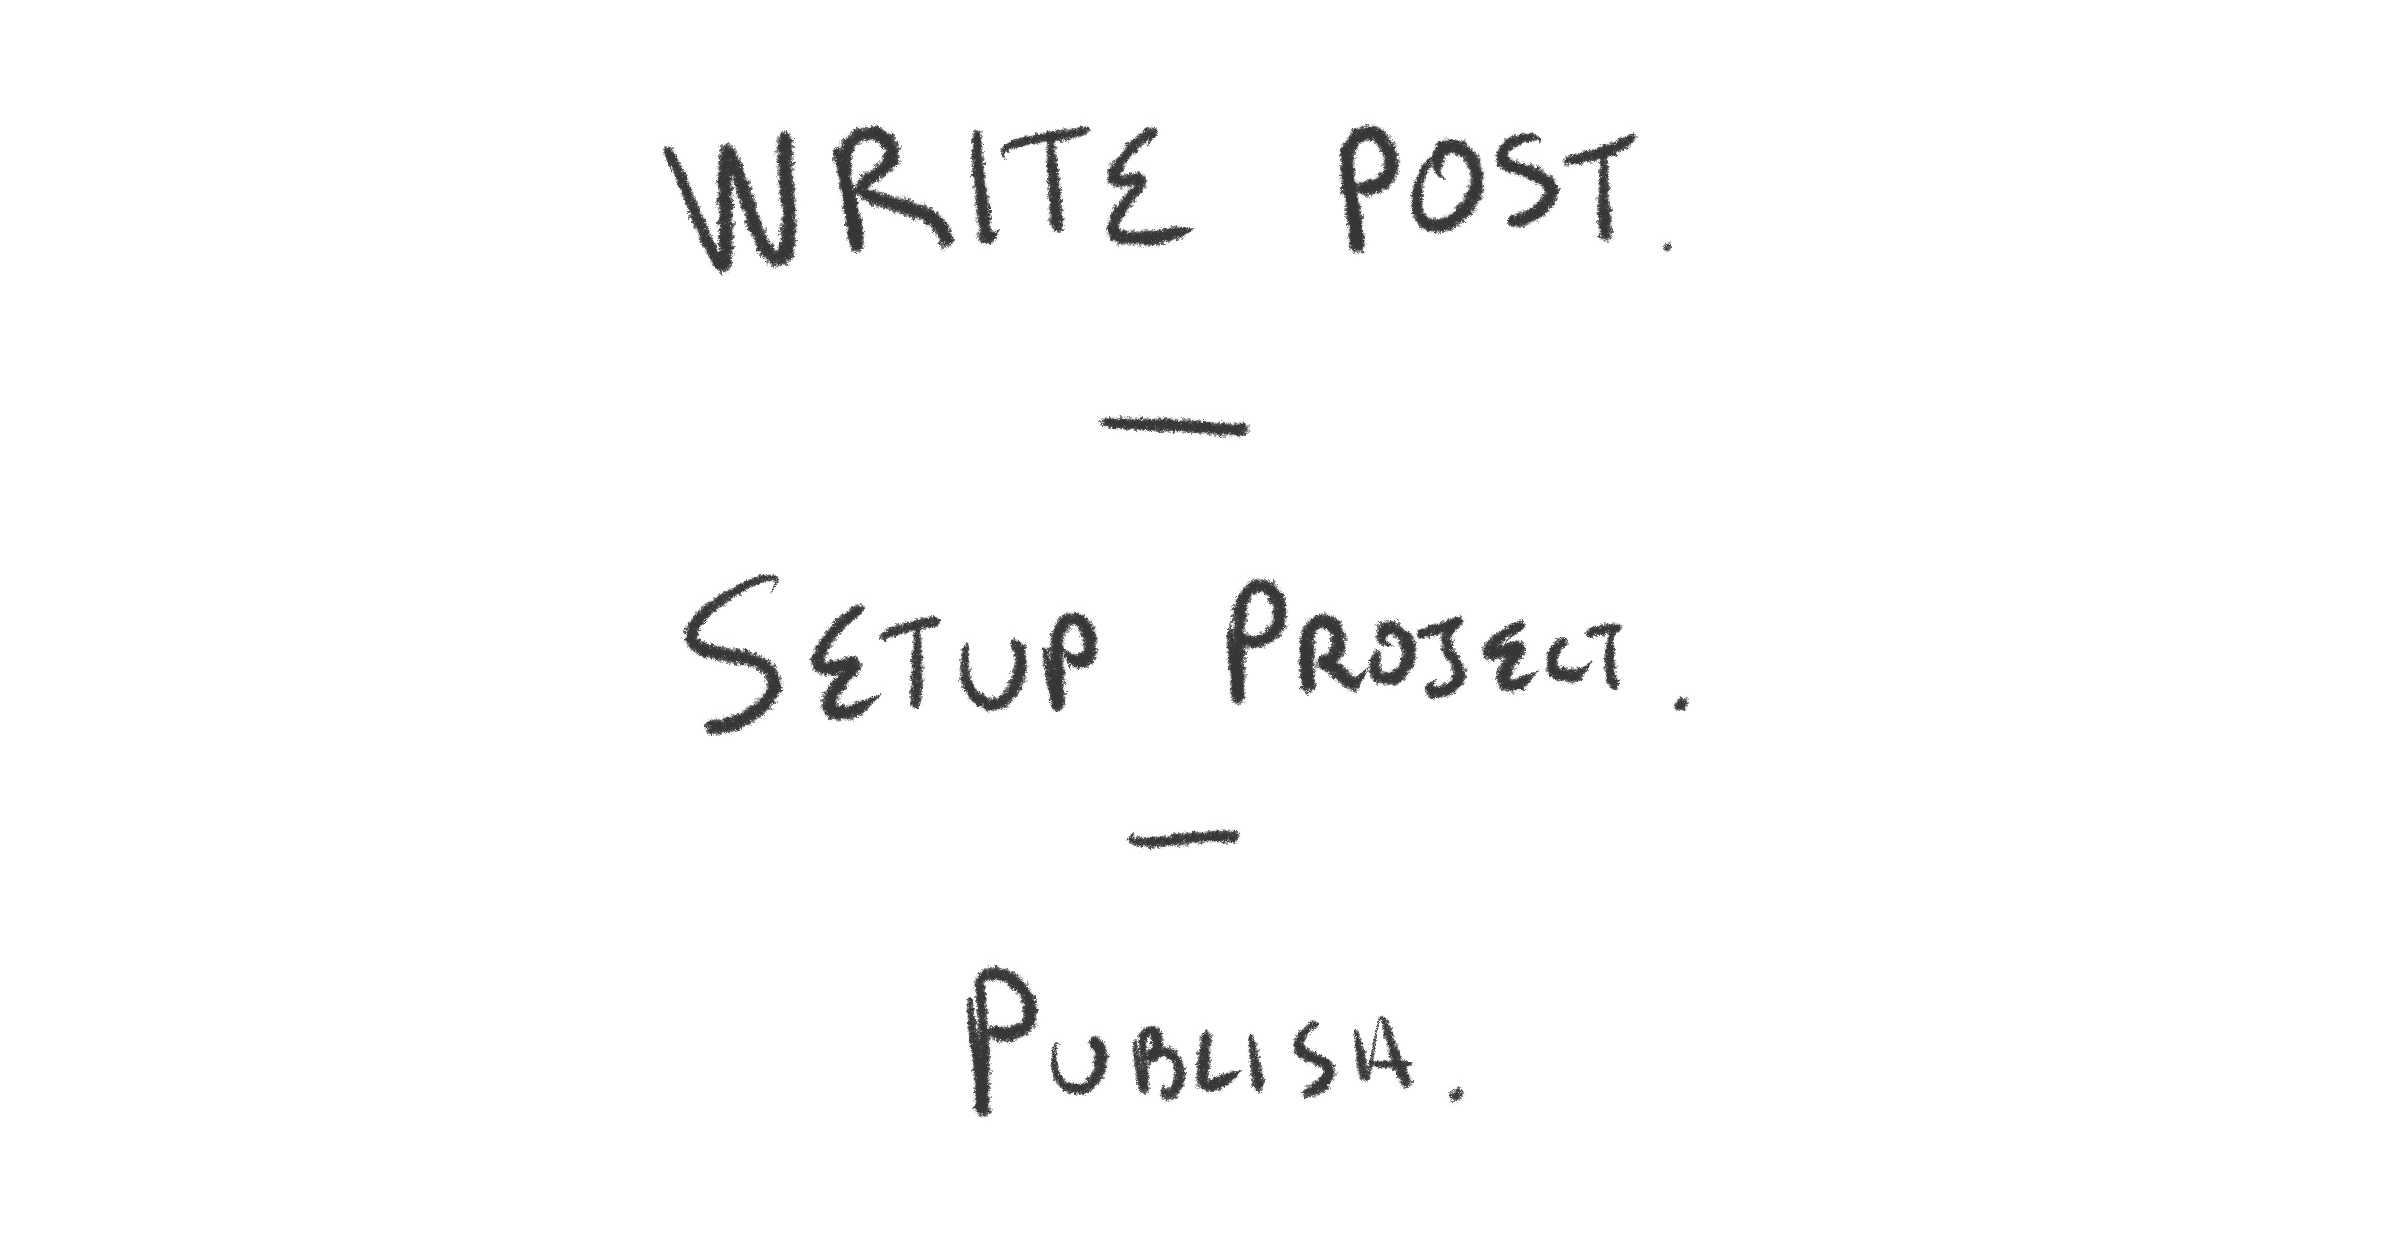 WRITE POST.
—
SETUP PROJECT.
—
PUBLISH.